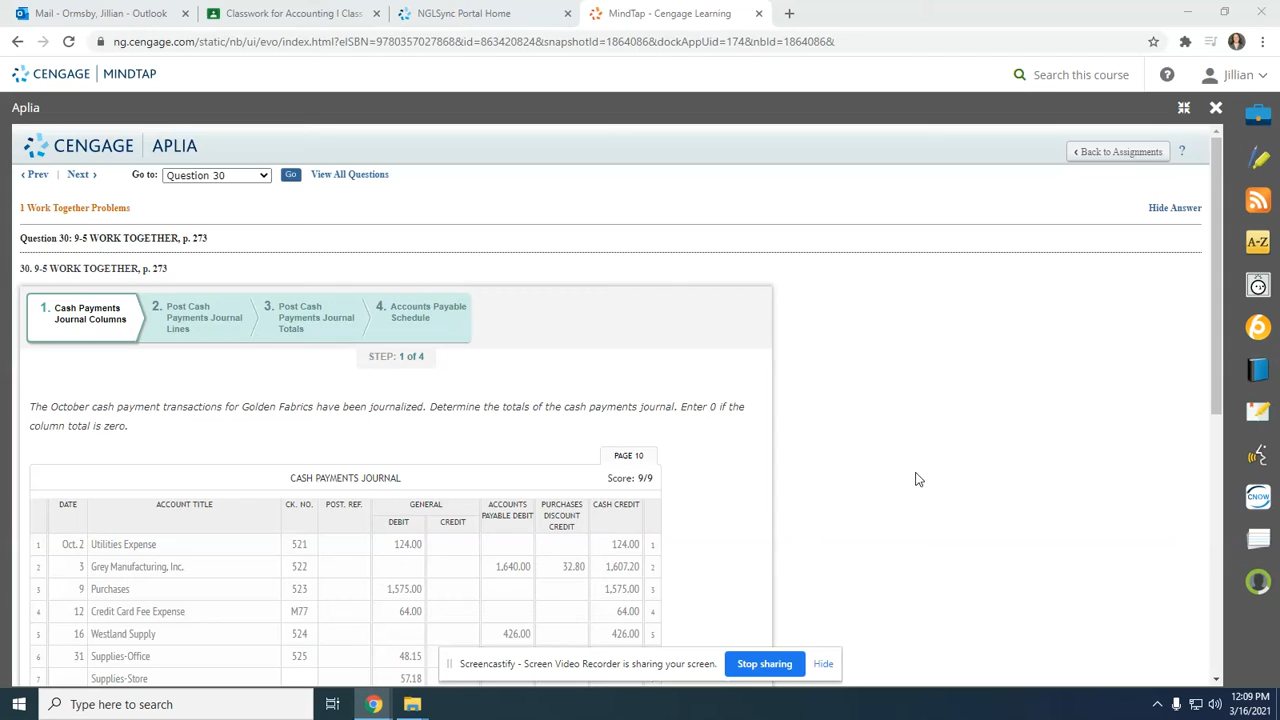 Mail - Ormsby, Jillian - Outlook
Classwork for Accounting I Class
NGLSync Portal Home
MindTap - Cengage Learning
ng.cengage.com/static/nb/ui/evo/index.html?eISBN=9780357027868&id=863420824&snapshotId=1864086&dockAppUid=174&nbId=1864086&
CENGAGE | MINDTAP
Search this course
Jillian
Aplia
CENGAGE | APLIA
Back to Assignments
?
Prev | Next
Go to: Question 30 Go View All Questions
1 Work Together Problems
Hide Answer
Question 30: 9-5 WORK TOGETHER, p. 273
30. 9-5 WORK TOGETHER, p. 273
1. Cash Payments Journal Columns
2. Post Cash Payments Journal Lines
3. Post Cash Payments Journal Totals
4. Accounts Payable Schedule
STEP: 1 of 4
The October cash payment transactions for Golden Fabrics have been journalized. Determine the totals of the cash payments journal. Enter 0 if the
column total is zero.
PAGE 10
CASH PAYMENTS JOURNAL Score: 9/9
DATE ACCOUNT TITLE CK. NO. POST. REF. GENERAL DEBIT CREDIT ACCOUNTS PAYABLE DEBIT PURCHASES DISCOUNT CREDIT CASH CREDIT
1 Oct. 2 Utilities Expense 521 124.00 124.00 1
2 3 Grey Manufacturing, Inc. 522 1,640.00 32.80 1,607.20 2
3 9 Purchases 523 1,575.00 1,575.00 3
4 12 Credit Card Fee Expense M77 64.00 64.00 4
5 16 Westland Supply 524 426.00 426.00 5
6 31 Supplies-Office 525 48.15
7 Supplies-Store 57.18
Screencastify - Screen Video Recorder is sharing your screen. Stop sharing Hide
A-Z
CNOW
Type here to search
12:09 PM
3/16/2021